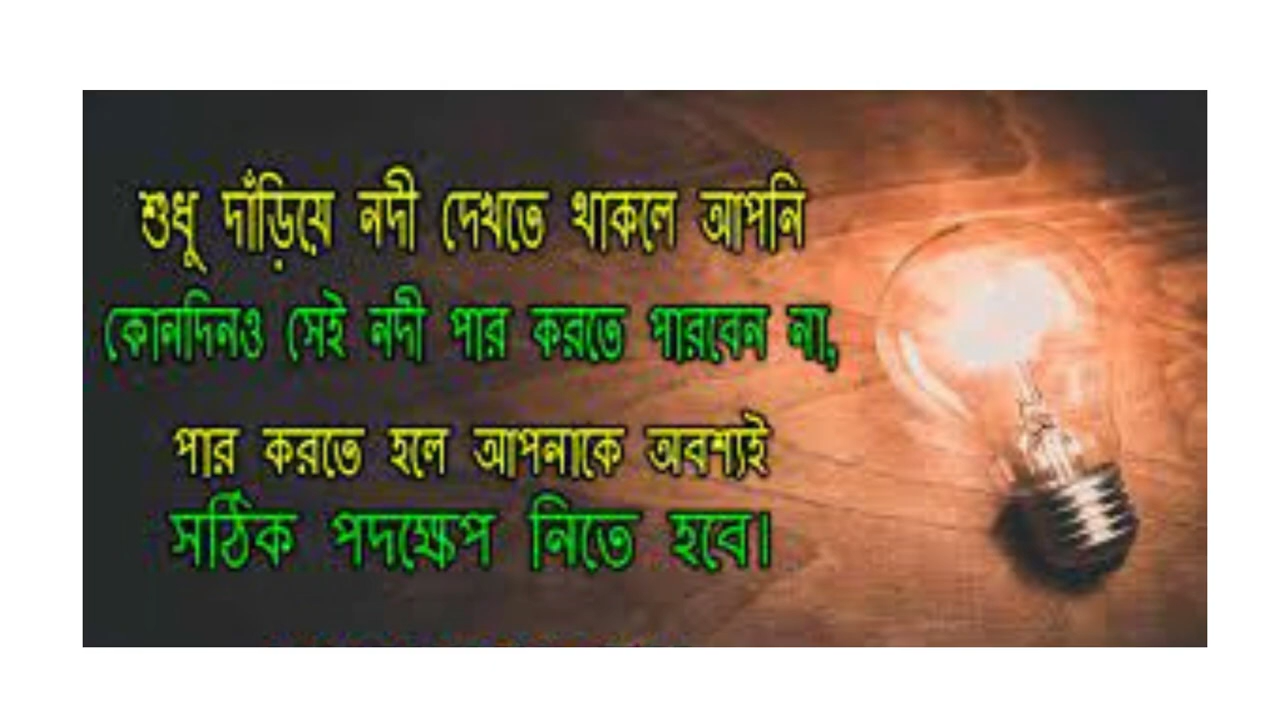 শুধু দাঁড়িয়ে নদী দেখতে থাকলে আপনি
কোনদিনও সেই নদী পার করতে পারবেন না,
পার করতে হলে আপনাকে অবশ্যই
সঠিক পদক্ষেপ নিতে হবে।